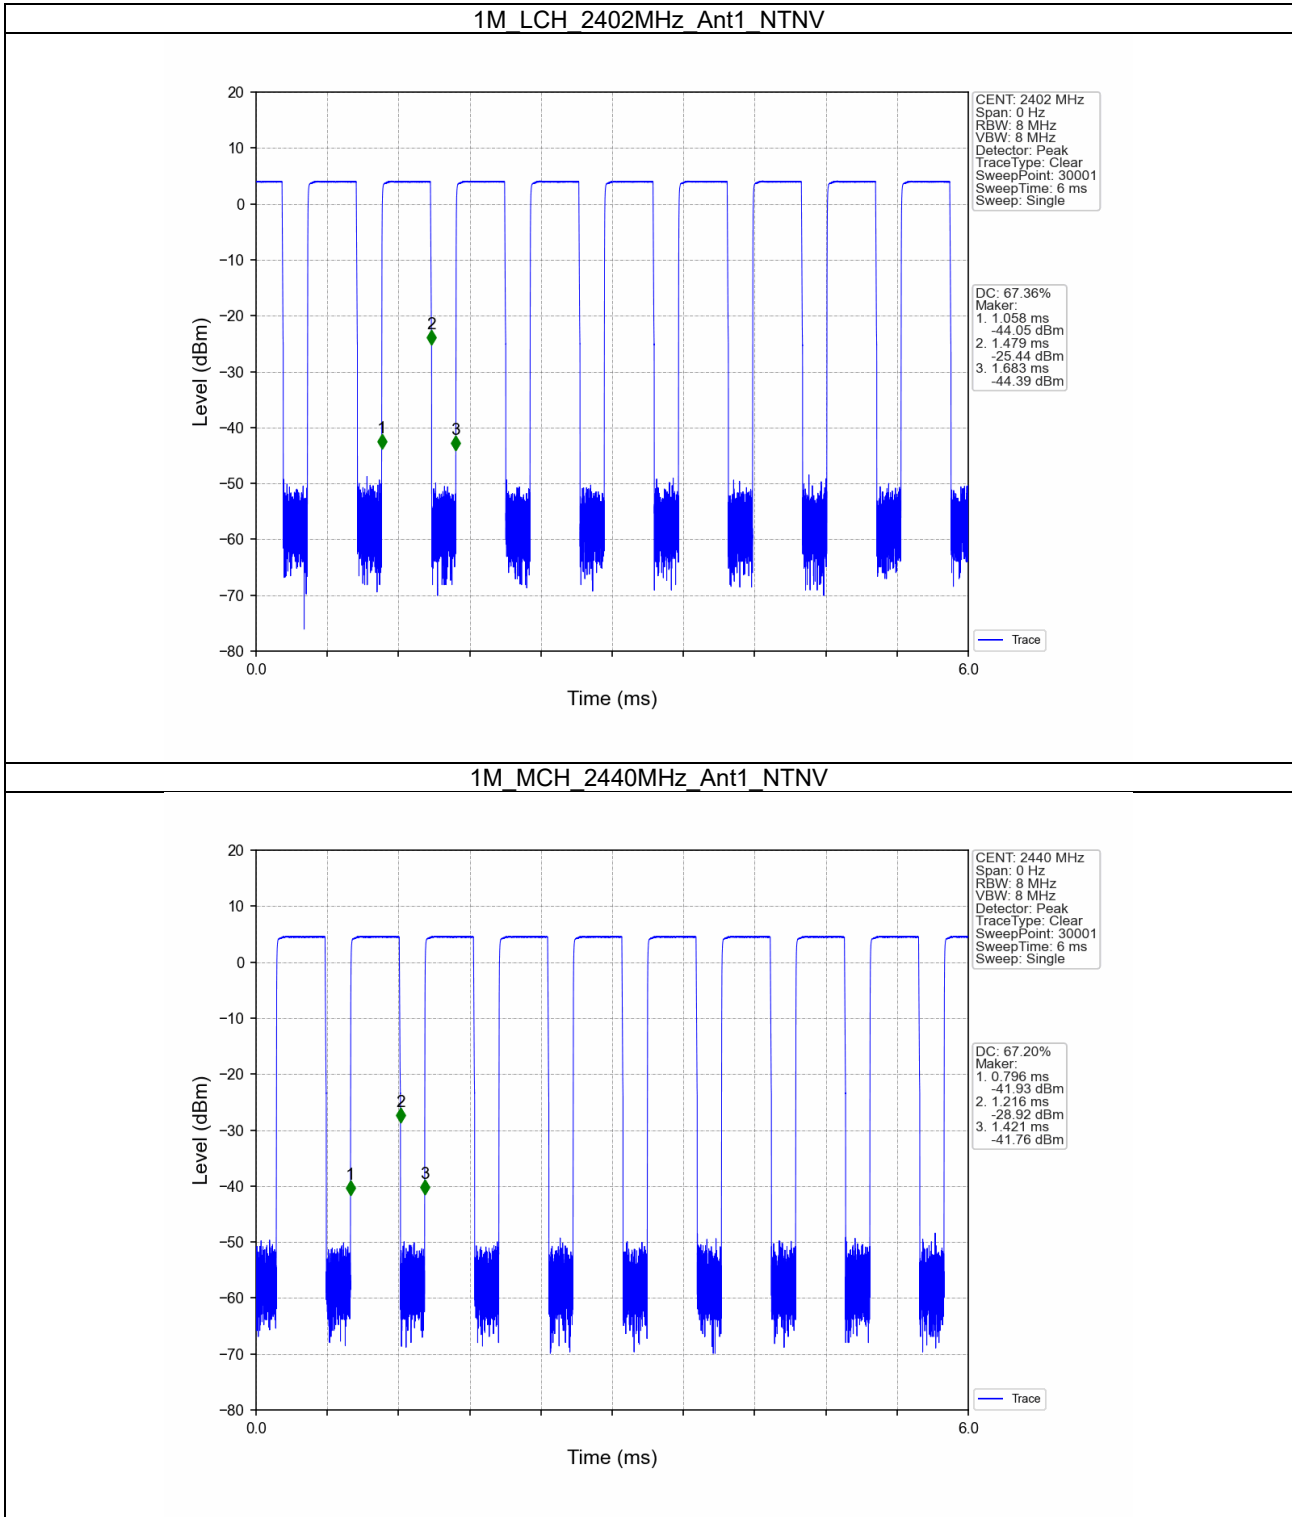 1M_LCH_2402MHz_Ant1_NTNV
20
10
0
−10
−20
−30
−40
−50
−60
−70
−80
Level (dBm)
0.0
6.0
Time (ms)
1
2
3
CENT: 2402 MHz
Span: 0 Hz
RBW: 8 MHz
VBW: 8 MHz
Detector: Peak
TraceType: Clear
SweepPoint: 30001
SweepTime: 6 ms
Sweep: Single
DC: 67.36%
Maker:
1. 1.058 ms
-44.05 dBm
2. 1.479 ms
-25.44 dBm
3. 1.683 ms
-44.39 dBm
Trace
1M_MCH_2440MHz_Ant1_NTNV
20
10
0
−10
−20
−30
−40
−50
−60
−70
−80
Level (dBm)
0.0
6.0
Time (ms)
1
2
3
CENT: 2440 MHz
Span: 0 Hz
RBW: 8 MHz
VBW: 8 MHz
Detector: Peak
TraceType: Clear
SweepPoint: 30001
SweepTime: 6 ms
Sweep: Single
DC: 67.20%
Maker:
1. 0.796 ms
-41.93 dBm
2. 1.216 ms
-28.92 dBm
3. 1.421 ms
-41.76 dBm
Trace